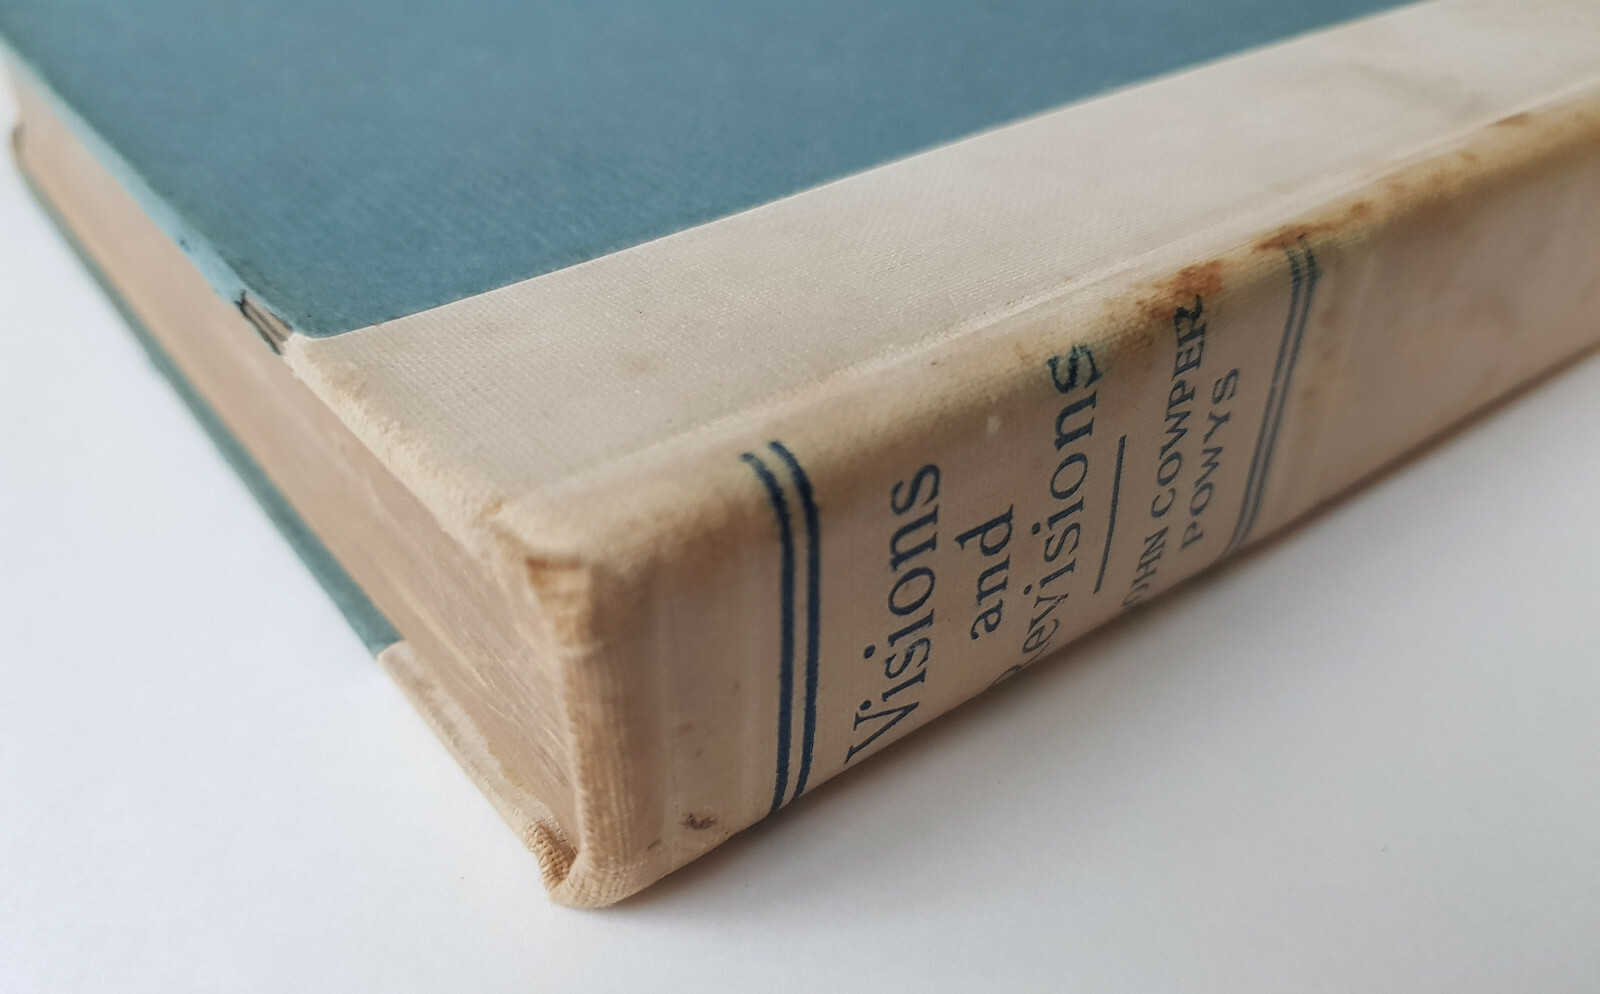 Visions
and
Revisions
JOHN COWPER
POWYS